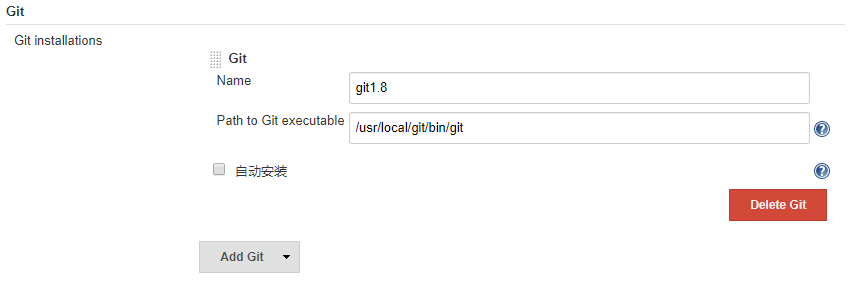 Git
Git installations
Git
Name
git1.8
Path to Git executable
/usr/local/git/bin/git
自动安装
Delete Git
Add Git